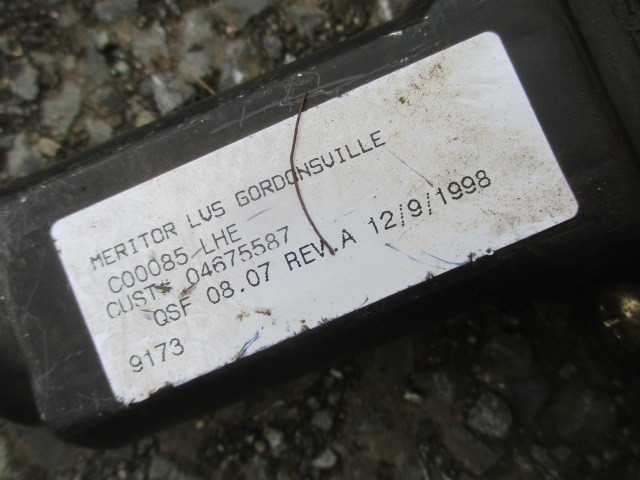 MERITOR LVS GORDONSVILLE
C00085-LHE
CUST# 04675587
QSF 08.07 REV.A 12/9/1998
9173